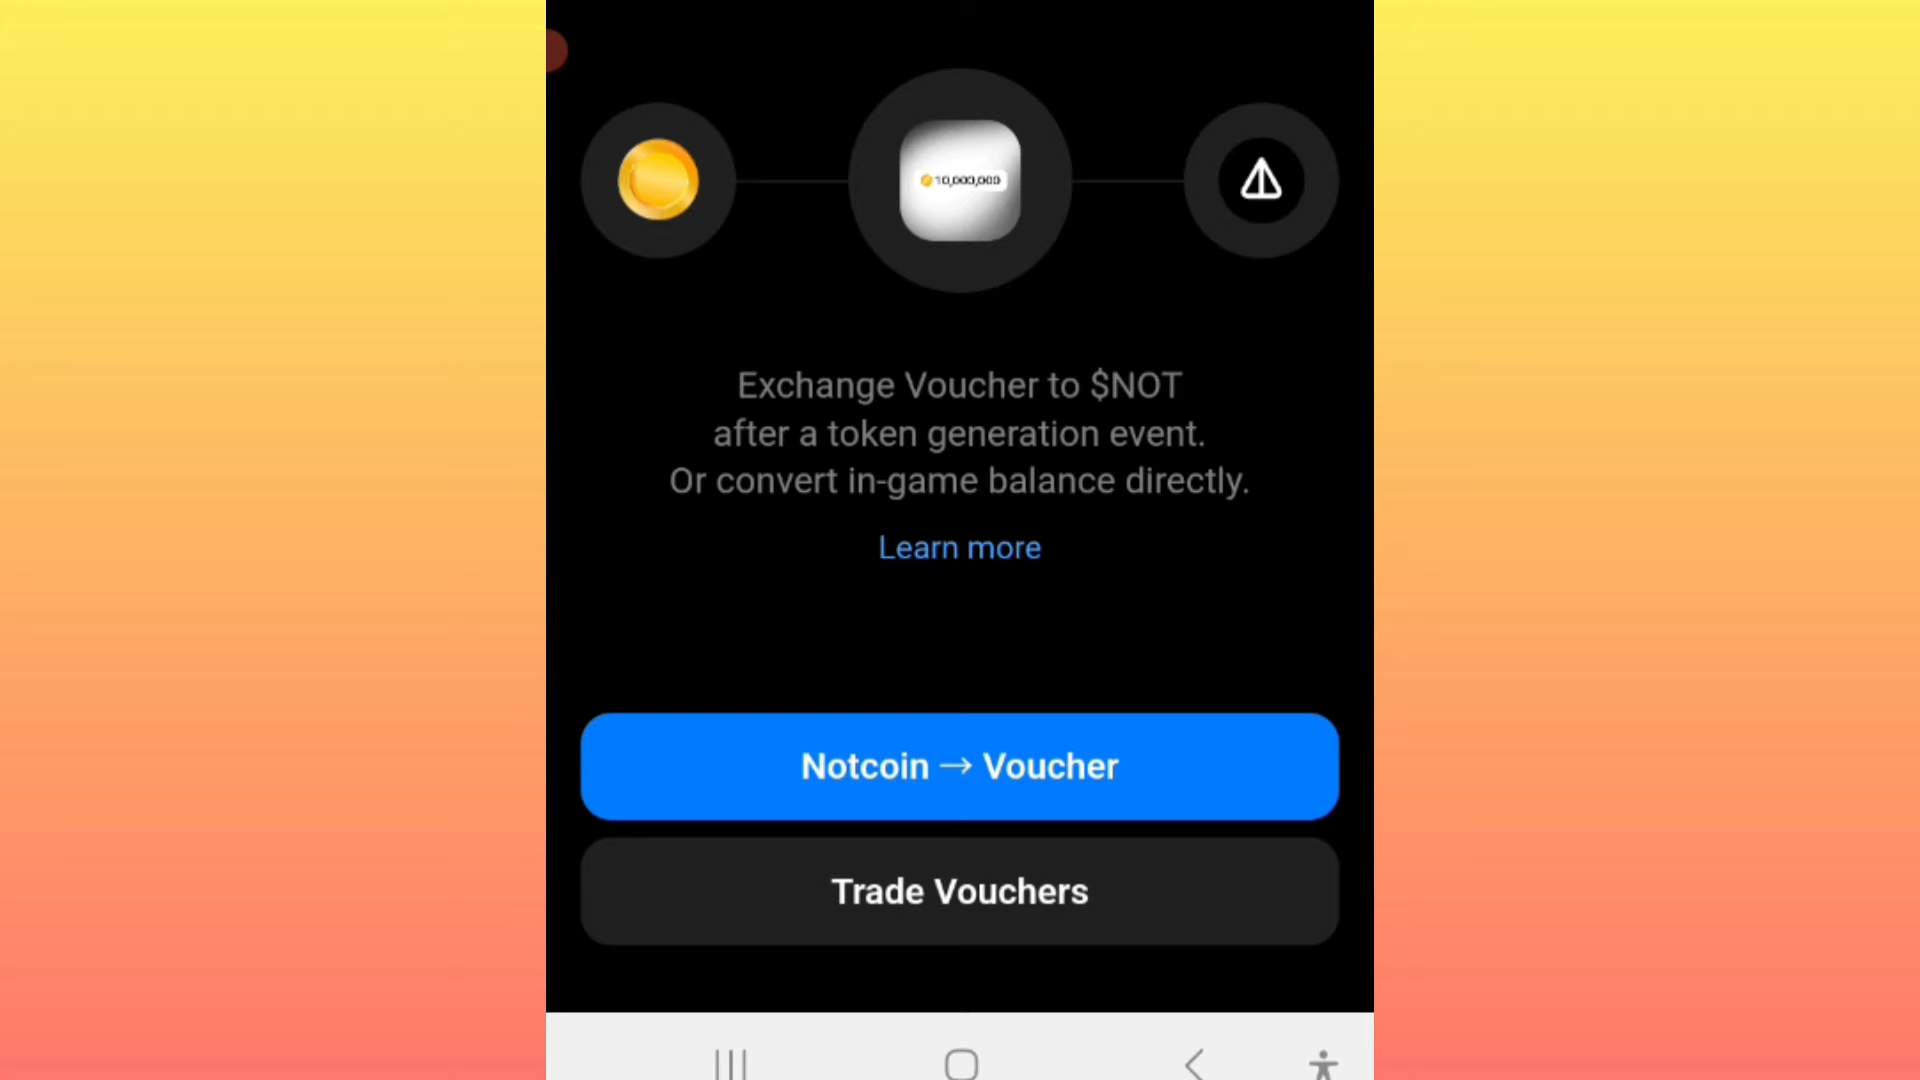 10,000,000
Exchange Voucher to $NOT
after a token generation event.
Or convert in-game balance directly.
Learn more
Notcoin → Voucher
Trade Vouchers